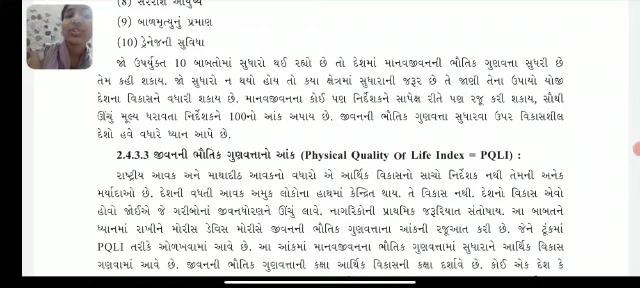 (8) સરેરાશ આયુષ્ય
(9) બાળમૃત્યુનું પ્રમાણ
(10) ડ્રેનેજની સુવિધા
જો ઉપર્યુક્ત 10 બાબતોમાં સુધારો થઈ રહ્યો છે તો દેશમાં માનવજીવનની ભૌતિક ગુણવત્તા સુધરી છે
તેમ કહી શકાય. જો સુધારો ન થયો હોય તો કયા ક્ષેત્રમાં સુધારાની જરૂર છે તે જાણી તેના ઉપાયો યોજી
દેશના વિકાસને વધારી શકાય છે. માનવજીવનના કોઈ પણ નિર્દેશકને સાપેક્ષ રીતે પણ રજૂ કરી શકાય, સૌથી
ઊંચું મૂલ્ય ધરાવતા નિર્દેશકને 100નો આંક અપાય છે. જીવનની ભૌતિક ગુણવત્તા સુધારવા ઉપર વિકાસશીલ
દેશો હવે વધારે ધ્યાન આપે છે.
2.4.3.3 જીવનની ભૌતિક ગુણવત્તાનો આંક (Physical Quality Of Life Index = PQLI) :
રાષ્ટ્રીય આવક અને માથાદીઠ આવકનો વધારો એ આર્થિક વિકાસનો સાચો નિર્દેશક નથી તેમની અનેક
મર્યાદાઓ છે. દેશની વધતી આવક અમુક લોકોના હાથમાં કેન્દ્રિત થાય. તે વિકાસ નથી. દેશનો વિકાસ એવો
હોવો જોઈએ જે ગરીબોનાં જીવનધોરણને ઊંચું લાવે. નાગરિકોની પ્રાથમિક જરૂરિયાત સંતોષાય. આ બાબતને
ધ્યાનમાં રાખીને મોરીસ ડેવિસ મોરીસે જીવનની ભૌતિક ગુણવત્તાના આંકની રજૂઆત કરી છે. જેને ટૂંકમાં
PQLI તરીકે ઓળખવામાં આવે છે. આ આંકમાં માનવજીવનના ભૌતિક ગુણવત્તામાં સુધારાને આર્થિક વિકાસ
ગણવામાં આવે છે. જીવનની ભૌતિક ગુણવત્તાની કક્ષા આર્થિક વિકાસની કક્ષા દર્શાવે છે. કોઈ એક દેશ કે